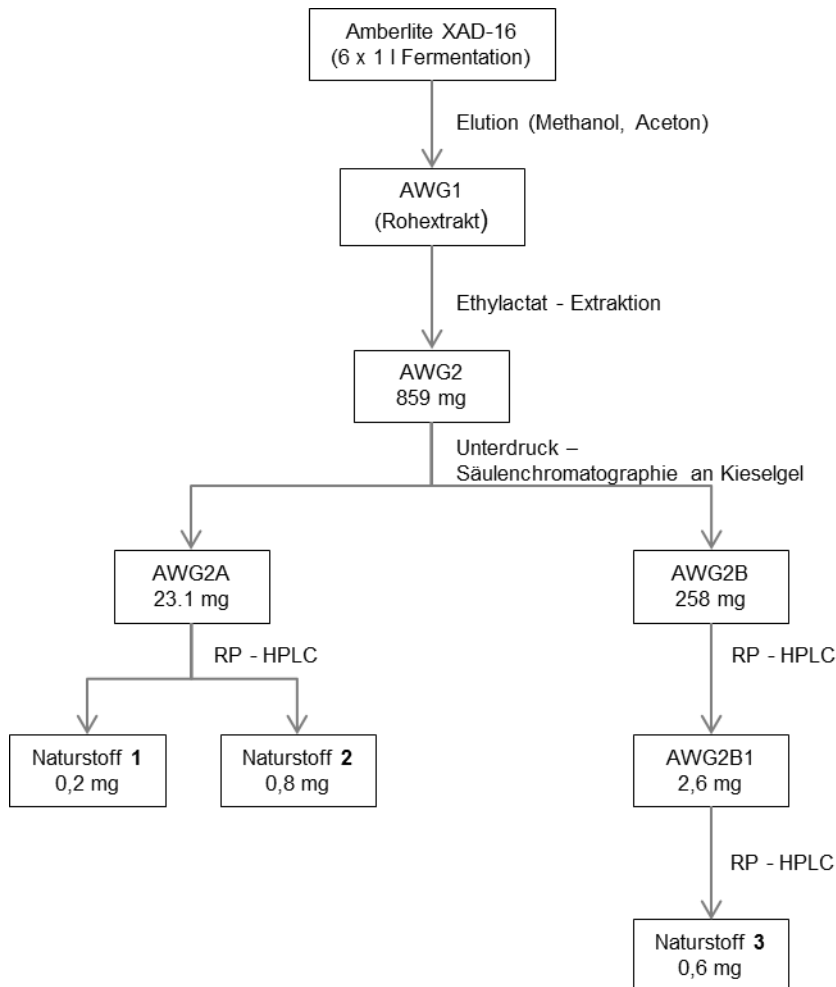 Amberlite XAD-16
(6 x 1 l Fermentation)
Elution (Methanol, Aceton)
AWG1
(Rohextrakt)
Ethylactat - Extraktion
AWG2
859 mg
Unterdruck –
Säulenchromatographie an Kieselgel
AWG2A
23.1 mg
AWG2B
258 mg
RP - HPLC
RP - HPLC
Naturstoff 1
0,2 mg
Naturstoff 2
0,8 mg
AWG2B1
2,6 mg
RP - HPLC
Naturstoff 3
0,6 mg